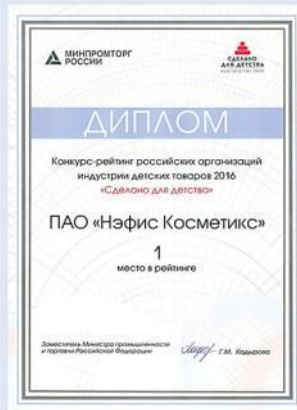 МИНПРОМТОРГ
РОССИИ
СДЕЛАНО
ДЛЯ ДЕТСТВА
ДИПЛОМ
Конкурс-рейтинг российских организаций
индустрии детских товаров 2016
«Сделано для детства»
ПАО «Нэфис Косметикс»
1
место в рейтинге
Заместитель Министра промышленности
и торговли Российской Федерации
Г.М. Кадырова